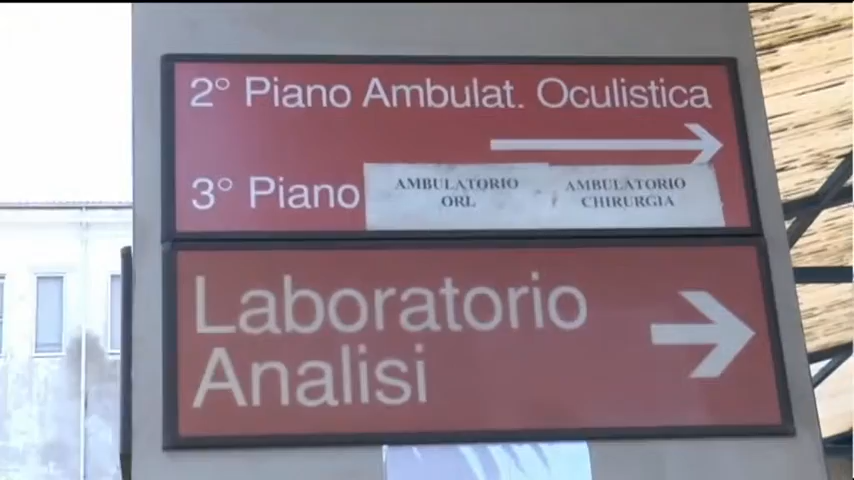 2° Piano Ambulat. Oculistica
3° Piano
AMBULATORIO
ORL
AMBULATORIO
CHIRURGIA
Laboratorio
Analisi